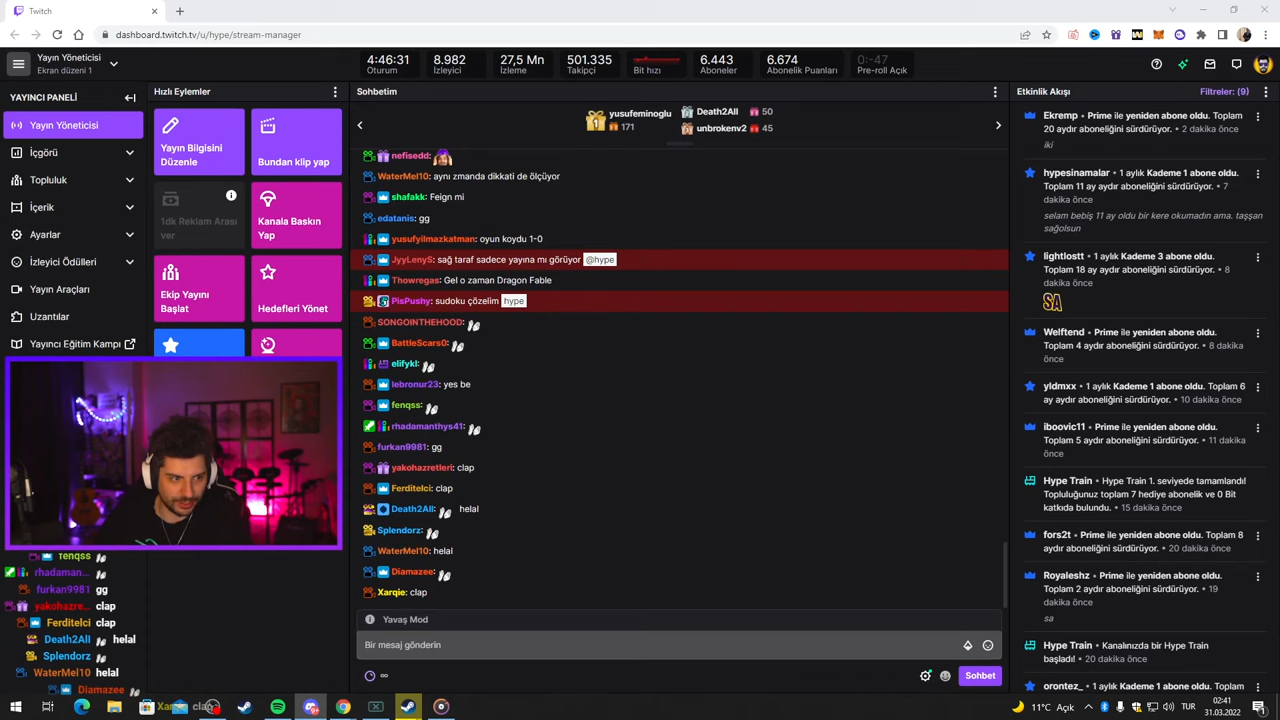 Twitch
dashboard.twitch.tv/u/hype/stream-manager
Yayın Yöneticisi
Ekran düzeni 1
4:46:31
Oturum
8.982
İzleyici
27,5 Mn
İzleme
501.335
Takipçi
Bit hızı
6.443
Aboneler
6.674
Abonelik Puanları
0:-47
Pre-roll Açık
YAYINCI PANELİ
Yayın Yöneticisi
İçgörü
Topluluk
İçerik
Ayarlar
İzleyici Ödülleri
Yayın Araçları
Uzantılar
Yayıncı Eğitim Kampı
Hızlı Eylemler
Yayın Bilgisini
Düzenle
Bundan klip yap
1dk Reklam Arası
ver
Kanala Baskın
Yap
Ekip Yayını
Başlat
Hedefleri Yönet
Sohbetim
1
yusufeminoglu
171
Death2All 50
unbrokenv2 45
nefisedd:
WaterMel10: aynı zmanda dikkati de ölçüyor
shafakk: Feign mi
edatanis: gg
yusufyilmazkatman: oyun koydu 1-0
JyyLenyS: sağ taraf sadece yayına mı görüyor @hype
Thowregas: Gel o zaman Dragon Fable
PisPushy: sudoku çözelim hype
SONGOINTHEHOOD:
BattleScars0:
elifykl:
lebronur23: yes be
fenqss:
rhadamanthys41:
furkan9981: gg
yakohazretleri: clap
Ferditelci: clap
Death2All: helal
Splendorz:
WaterMel10: helal
Diamazee:
Xarqie: clap
Yavaş Mod
Bir mesaj gönderin
∞
Sohbet
Etkinlik Akışı
Filtreler: (9)
Ekremp • Prime ile yeniden abone oldu. Toplam
20 aydır aboneliğini sürdürüyor. • 2 dakika önce
iki
hypesinamalar • 1 aylık Kademe 1 abone oldu.
Toplam 11 ay aydır aboneliğini sürdürüyor. • 7
dakika önce
selam bebiş 11 ay oldu bir kere okumadın ama. taşşan
sağolsun
lightlostt • 1 aylık Kademe 3 abone oldu.
Toplam 18 ay aydır aboneliğini sürdürüyor. • 8
dakika önce
SA
Welftend • Prime ile yeniden abone oldu.
Toplam 4 aydır aboneliğini sürdürüyor. • 8 dakika
önce
yldmxx • 1 aylık Kademe 1 abone oldu. Toplam 6
ay aydır aboneliğini sürdürüyor. • 10 dakika önce
iboovic11 • Prime ile yeniden abone oldu.
Toplam 5 aydır aboneliğini sürdürüyor. • 11 dakika
önce
Hype Train • Hype Train 1. seviyede tamamlandı!
Topluluğunuz toplam 7 hediye abonelik ve 0 Bit
katkıda bulundu. • 15 dakika önce
fors2t • Prime ile yeniden abone oldu. Toplam 8
aydır aboneliğini sürdürüyor. • 20 dakika önce
Royaleshz • Prime ile yeniden abone oldu.
Toplam 2 aydır aboneliğini sürdürüyor. • 19
dakika önce
sa
Hype Train • Kanalınızda bir Hype Train
başladı! • 20 dakika önce
orontez_ • 1 aylık Kademe 1 abone oldu. Toplam
fenqss
rhadaman...
furkan9981 gg
yakohazre... clap
Ferditelci clap
Death2All helal
Splendorz
WaterMel10 helal
Diamazee
11°C Açık
TUR
02:41
31.03.2022
1